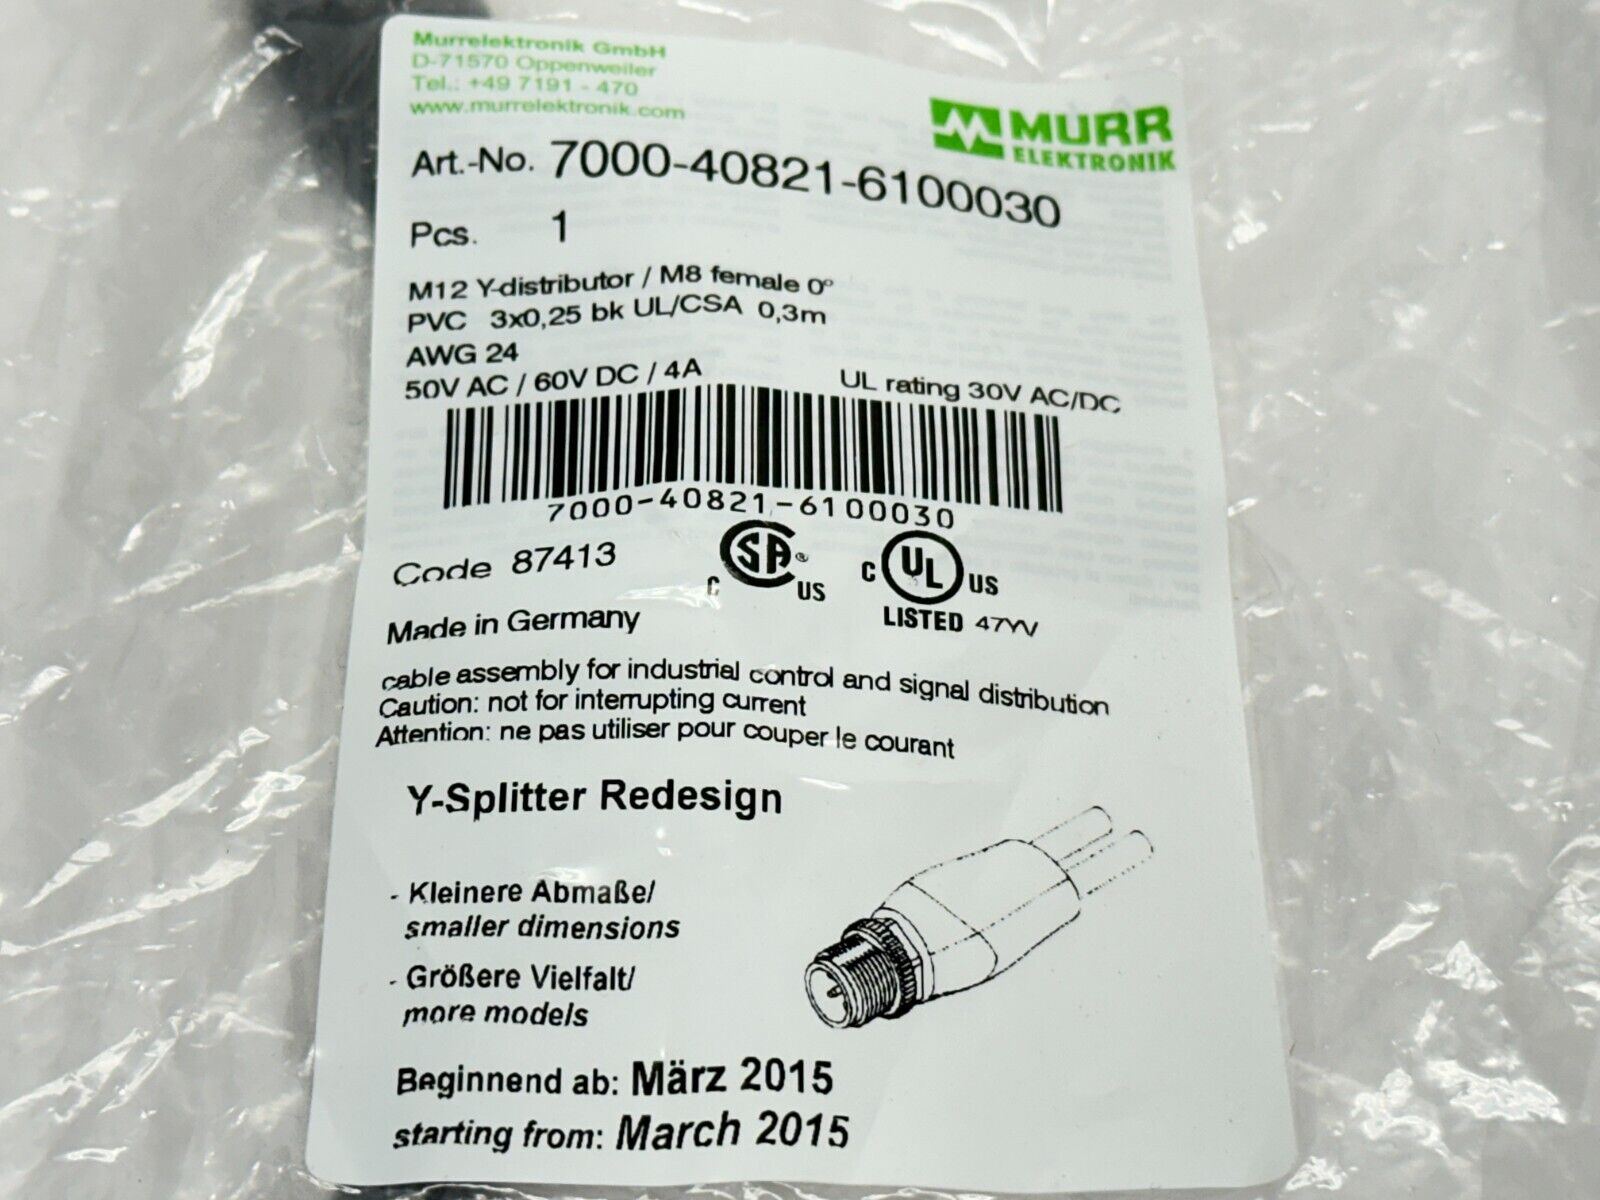 Murrelektronik GmbH
D-71570 Oppenweiler
Tel.: +49 7191 - 470
www.murrelektronik.com
MURR
ELEKTRONIK
Art.-No. 7000-40821-6100030
Pcs. 1
M12 Y-distributor / M8 female 0°
PVC 3x0,25 bk UL/CSA 0,3m
AWG 24
50V AC / 60V DC / 4A
UL rating 30V AC/DC
7000-40821-6100030
Code 87413
C SA ® US
C UL US
LISTED 47YV
Made in Germany
cable assembly for industrial control and signal distribution
Caution: not for interrupting current
Attention: ne pas utiliser pour couper le courant
Y-Splitter Redesign
- Kleinere Abmaße/
smaller dimensions
- Größere Vielfalt/
more models
Beginnend ab: März 2015
starting from: March 2015